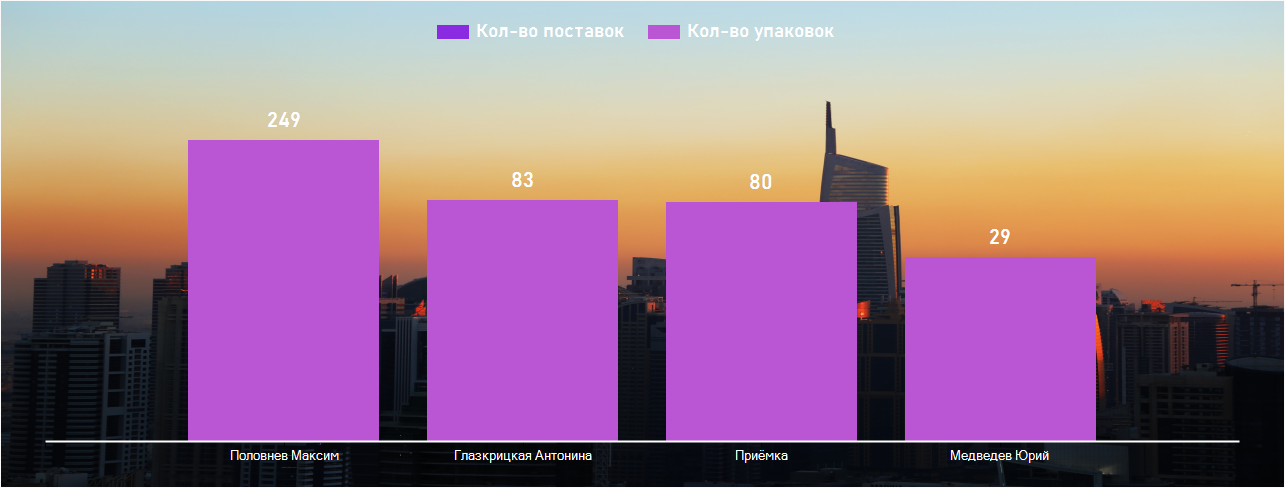 Кол-во поставок Кол-во упаковок
249
83
80
29
Половнев Максим
Глазкрицкая Антонина
Приёмка
Медведев Юрий